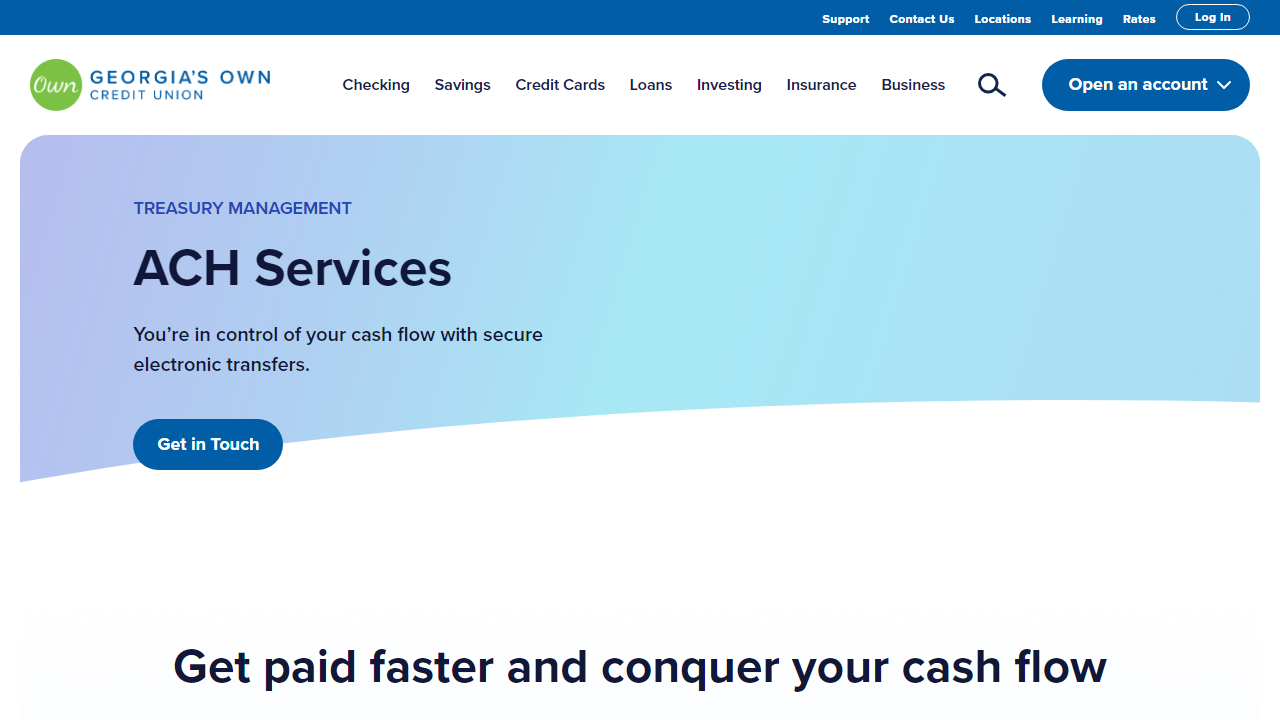 Support Contact Us Locations Learning Rates Log In
Own GEORGIA'S OWN
CREDIT UNION
Checking Savings Credit Cards Loans Investing Insurance Business Open an account
TREASURY MANAGEMENT
ACH Services
You’re in control of your cash flow with secure
electronic transfers.
Get in Touch
Get paid faster and conquer your cash flow